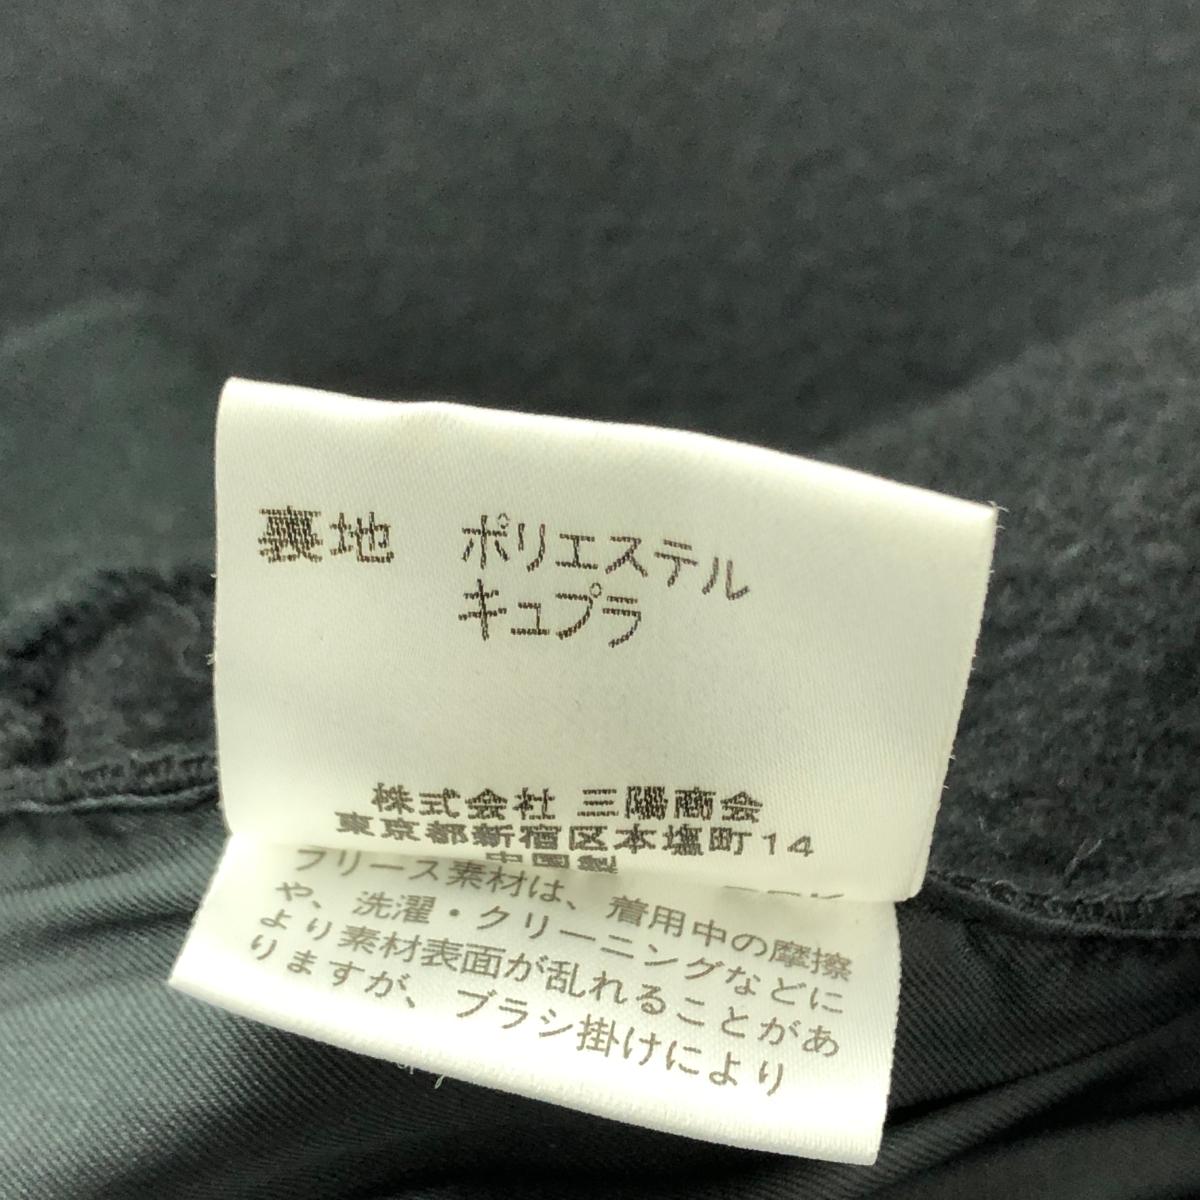 裏地 ポリエステル
キュプラ
株式会社 三陽商会
東京都新宿区本塩町14
中国製
フリース素材は、着用中の摩擦
や、洗濯・クリーニングなどに
より素材表面が乱れることがあ
りますが、ブラシ掛けにより